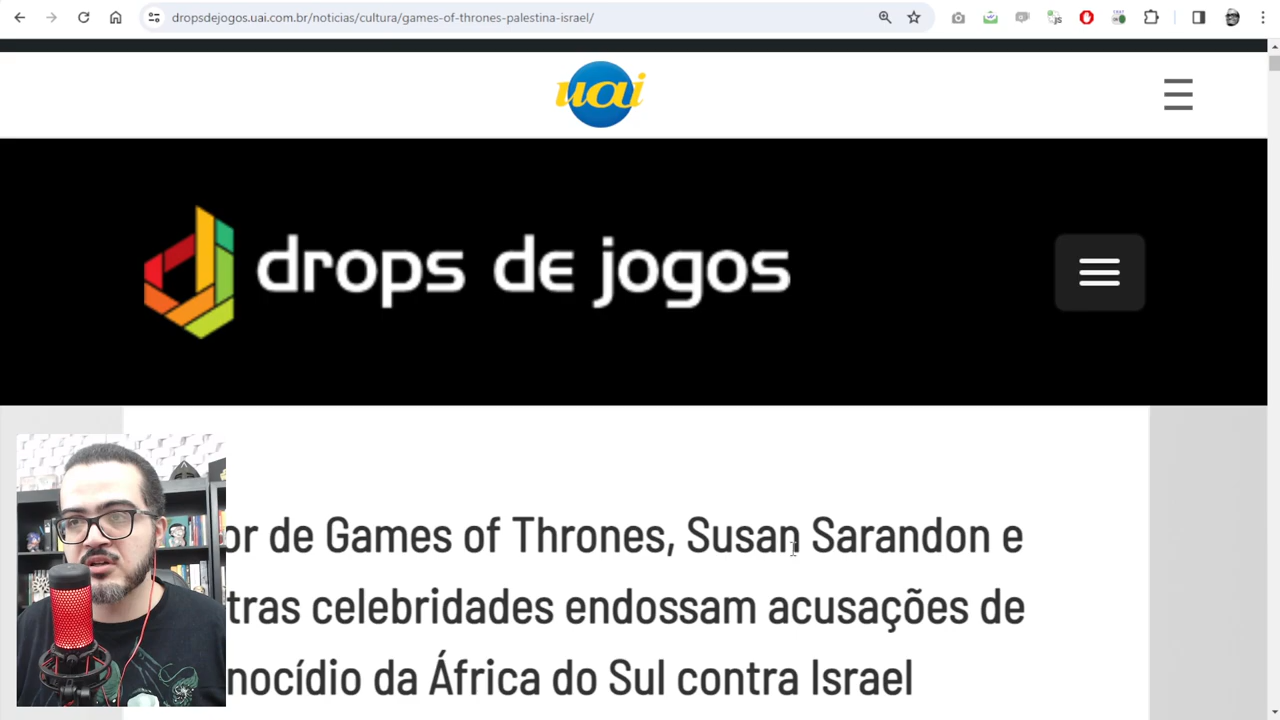 dropsdejogos.uai.com.br/noticias/cultura/games-of-thrones-palestina-israel/
uai
drops de jogos
or de Games of Thrones, Susan Sarandon e
tras celebridades endossam acusações de
nocídio da África do Sul contra Israel